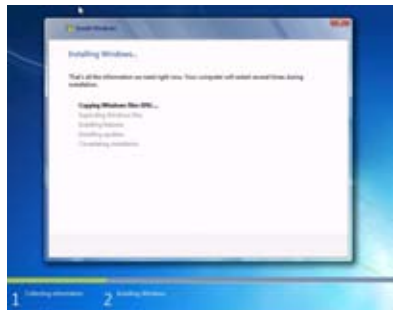 Install Windows
Installing Windows...
That's all the information we need right now. Your computer will restart several times during
installation.
Copying Windows files (0%)...
Expanding Windows files
Installing features
Installing updates
Completing installation
1 Collecting information
2 Installing Windows